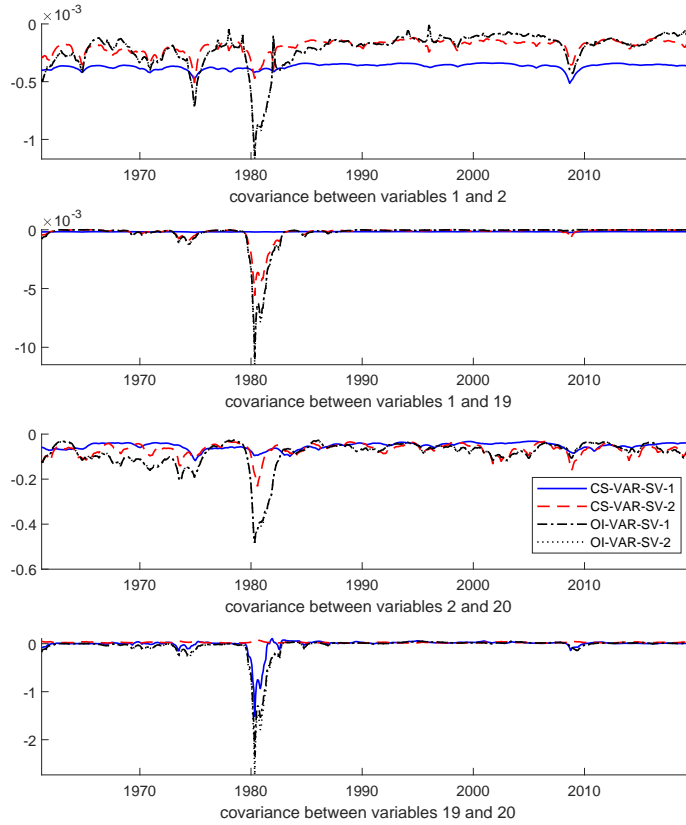 ×10⁻³
0
-0.5
-1
1970 1980 1990 2000 2010
covariance between variables 1 and 2
×10⁻³
0
-5
-10
1970 1980 1990 2000 2010
covariance between variables 1 and 19
0
-0.2
-0.4
-0.6
CS-VAR-SV-1
CS-VAR-SV-2
OI-VAR-SV-1
OI-VAR-SV-2
1970 1980 1990 2000 2010
covariance between variables 2 and 20
0
-1
-2
1970 1980 1990 2000 2010
covariance between variables 19 and 20